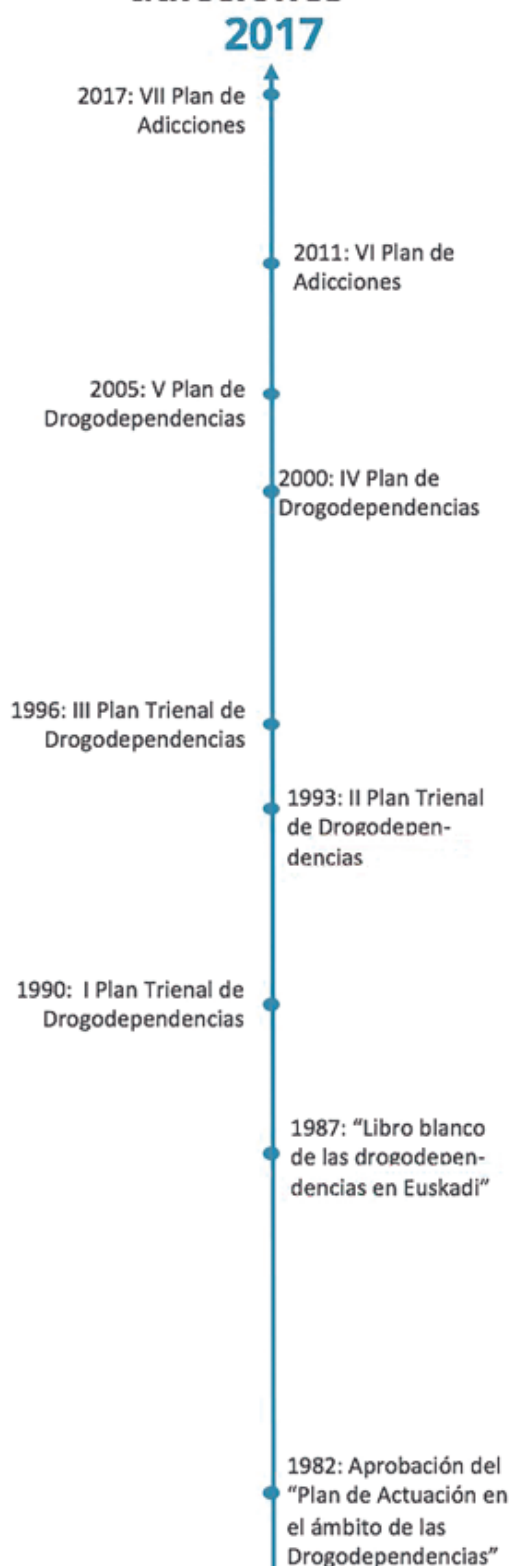 2017
2017: VII Plan de
Adicciones
2011: VI Plan de
Adicciones
2005: V Plan de
Drogodependencias
2000: IV Plan de
Drogodependencias
1996: III Plan Trienal de
Drogodependencias
1993: II Plan Trienal
de Drogodepen-
dencias
1990: I Plan Trienal de
Drogodependencias
1987: “Libro blanco
de las drogodepen-
dencias en Euskadi”
1982: Aprobación del
“Plan de Actuación en
el ámbito de las
Drogodependencias”